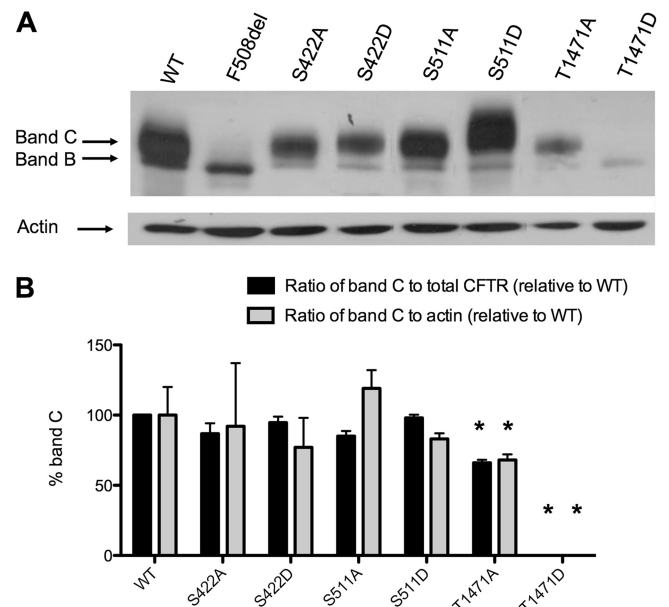 A
WT
F508del
S422A
S422D
S511A
S511D
T1471A
T1471D
Band C
Band B
Actin
B
Ratio of band C to total CFTR (relative to WT)
Ratio of band C to actin (relative to WT)
150
100
50
0
% band C
* *
* *
WT
S422A
S422D
S511A
S511D
T1471A
T1471D